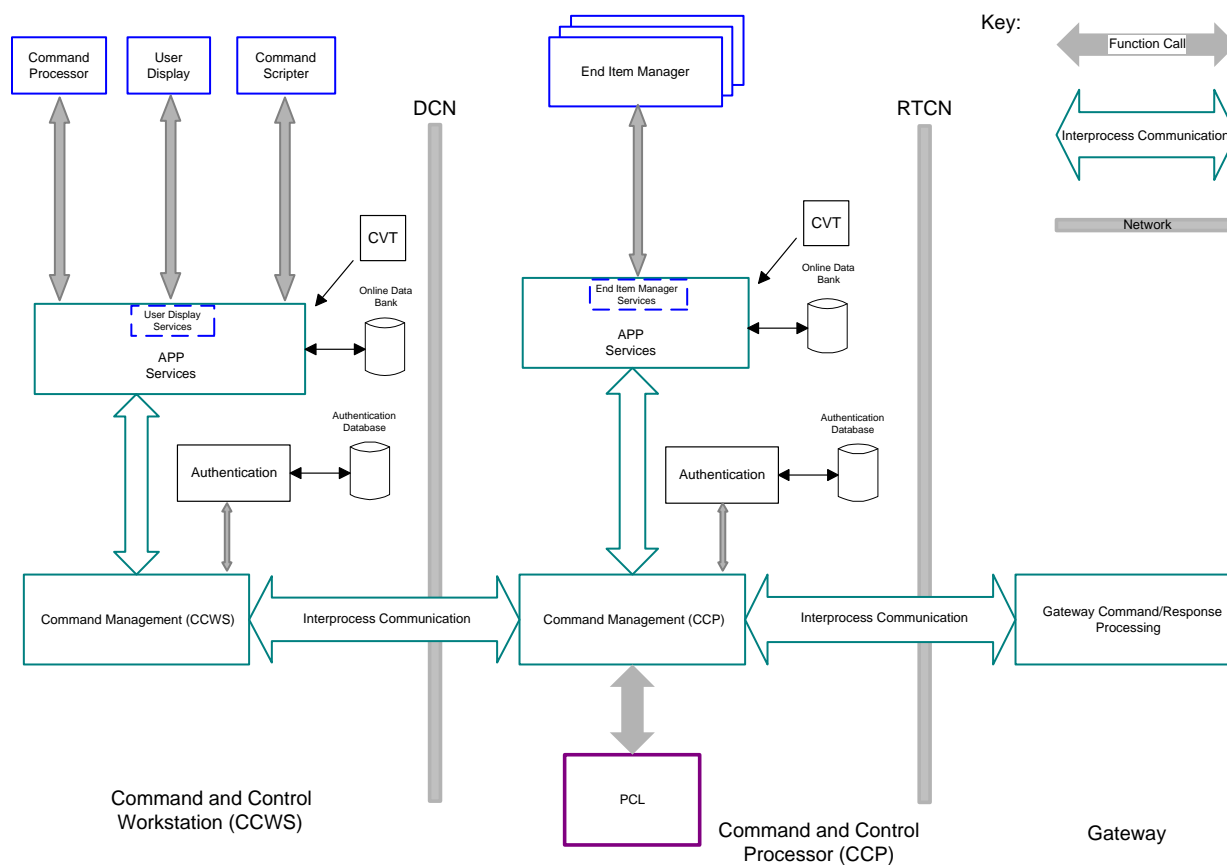 Key:
Function Call
Interprocess Communication
Network
Command
Processor
User
Display
Command
Scripter
End Item Manager
DCN
RTCN
CVT
Online Data
Bank
User Display
Services
APP
Services
CVT
Online Data
Bank
End Item Manager
Services
APP
Services
Authentication
Database
Authentication
Authentication
Database
Authentication
Command Management (CCWS)
Interprocess Communication
Command Management (CCP)
Interprocess Communication
Gateway Command/Response
Processing
PCL
Command and Control
Workstation (CCWS)
Command and Control
Processor (CCP)
Gateway